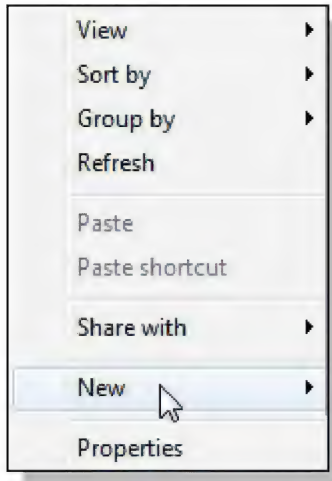 View
Sort by
Group by
Refresh
Paste
Paste shortcut
Share with
New
Properties